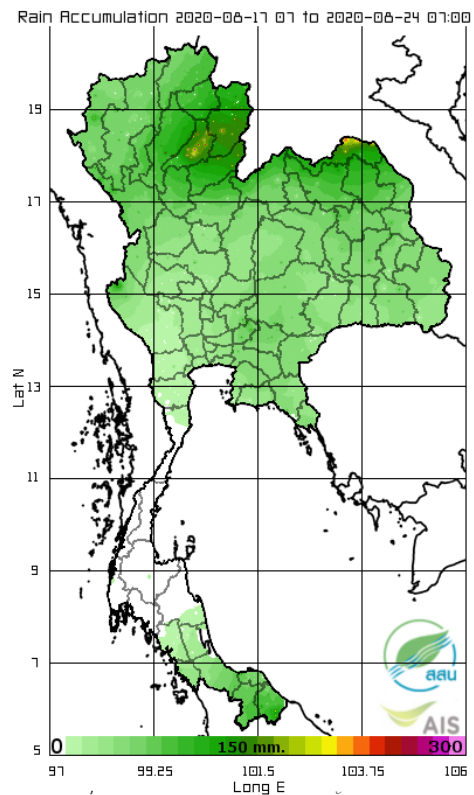 Rain Accumulation 2020-08-17 07 to 2020-08-24 07:00
19
17
15
13
11
9
7
5
Lat N
0 150 mm. 300
97 99.25 101.5 103.75 106
Long E
สสน
AIS